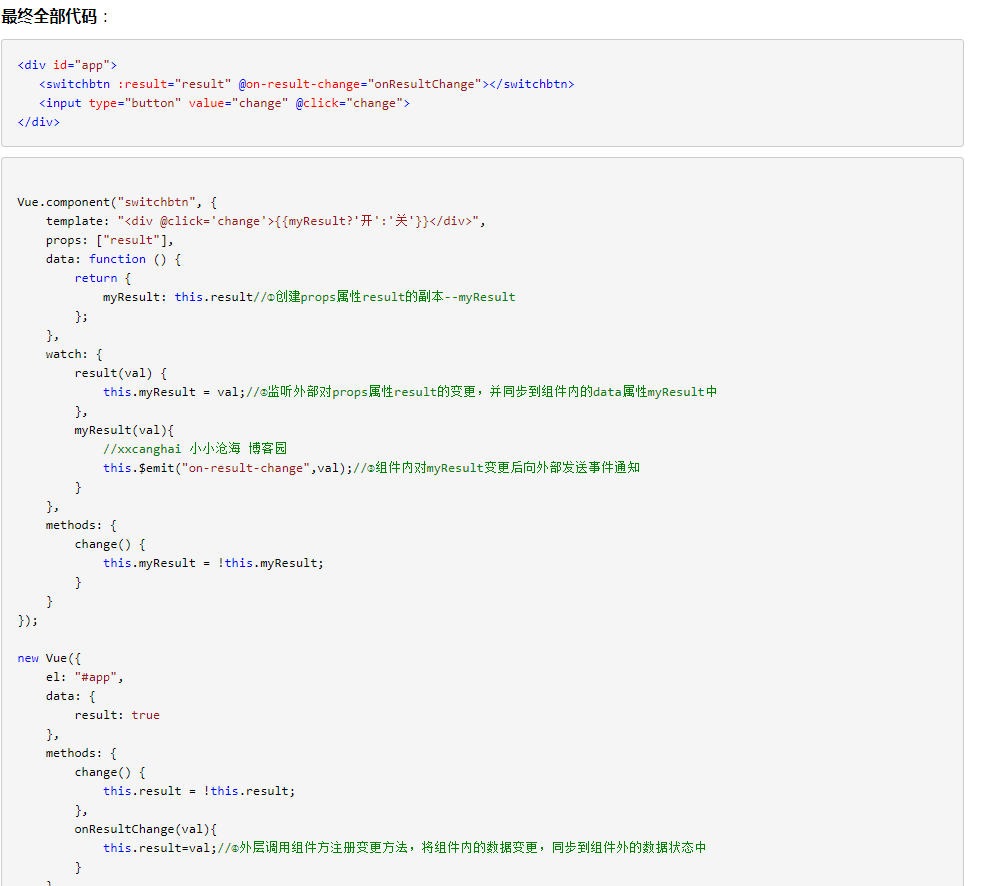 最终全部代码：
<div id="app">
   <switchbtn :result="result" @on-result-change="onResultChange"></switchbtn>
   <input type="button" value="change" @click="change">
</div>
Vue.component("switchbtn", {
    template: "<div @click='change'>{{myResult?'开':'关'}}</div>",
    props: ["result"],
    data: function () {
        return {
            myResult: this.result//①创建props属性result的副本--myResult
        };
    },
    watch: {
        result(val) {
            this.myResult = val;//②监听外部对props属性result的变更，并同步到组件内的data属性myResult中
        },
        myResult(val){
            //xxcanghai 小小沧海 博客园
            this.$emit("on-result-change",val);//③组件内对myResult变更后向外部发送事件通知
        }
    },
    methods: {
        change() {
            this.myResult = !this.myResult;
        }
    }
});
new Vue({
    el: "#app",
    data: {
        result: true
    },
    methods: {
        change() {
            this.result = !this.result;
        },
        onResultChange(val){
            this.result=val;//④外层调用组件方注册变更方法，将组件内的数据变更，同步到组件外的数据状态中
        }
    }